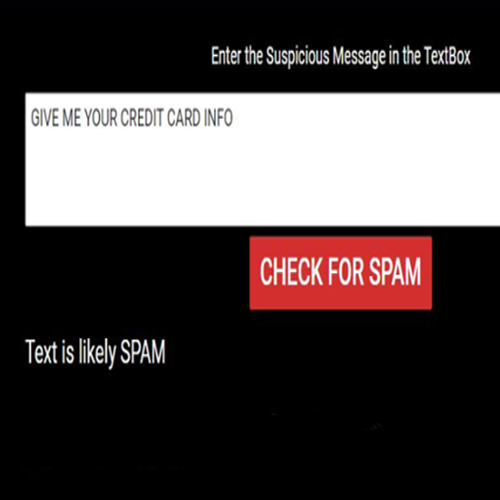 Enter the Suspicious Message in the TextBox
GIVE ME YOUR CREDIT CARD INFO
CHECK FOR SPAM
Text is likely SPAM